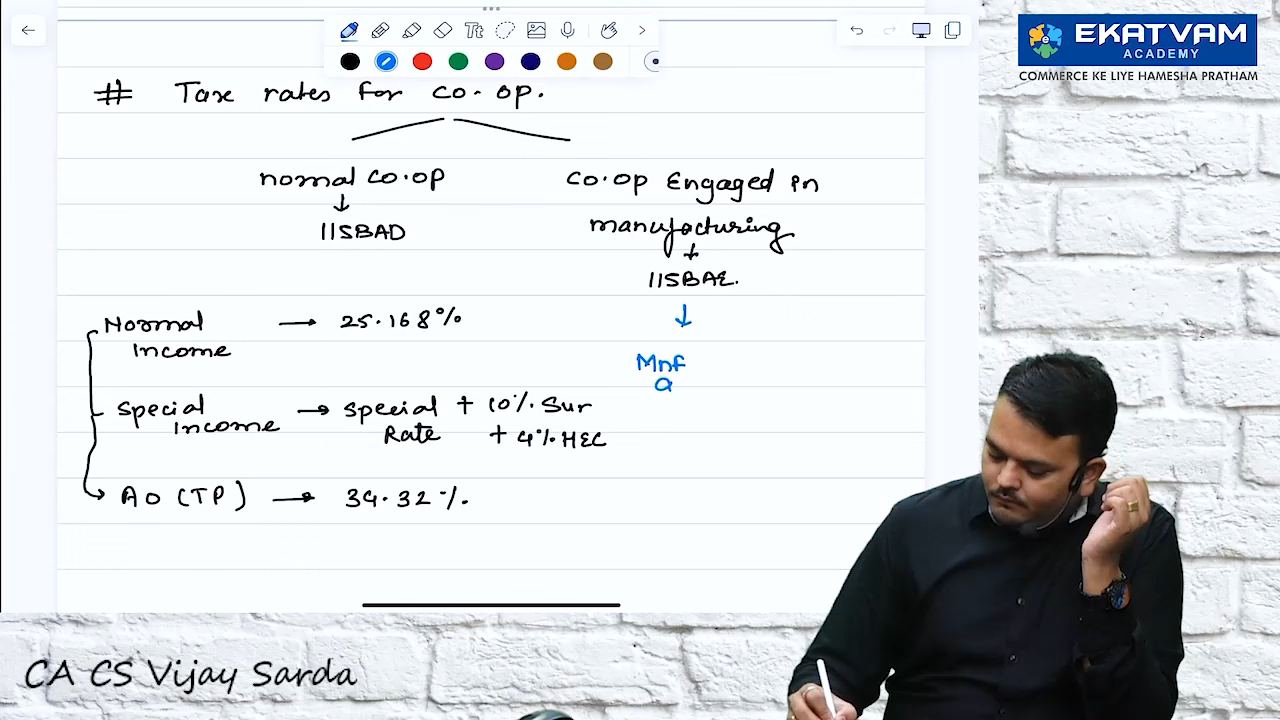 EKATVAM
ACADEMY
COMMERCE KE LIYE HAMESHA PRATHAM
Tt
# Tax rates for co-op.
normal co.op
↓
115BAD
co.op Engaged in
manufacturing
↓
115BAE.
↓
Mnf
a
Normal Income → 25.168%
Special Income → special Rate + 10% Sur
+ 4% HEC
AO (TP) → 34.32%.
CA CS Vijay Sarda